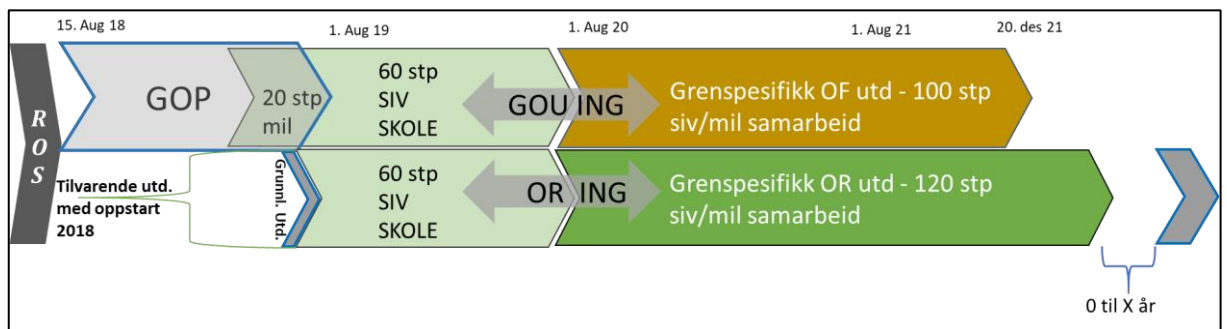 15. Aug 18
1. Aug 19
1. Aug 20
1. Aug 21
20. des 21
ROS
GOP
20 stp
mil
60 stp
SIV
SKOLE
GOU ING
Grenspesifikk OF utd - 100 stp
siv/mil samarbeid
Tilvarende utd.
med oppstart
2018
Grunnl. Utd.
60 stp
SIV
SKOLE
OR ING
Grenspesifikk OR utd - 120 stp
siv/mil samarbeid
0 til X år